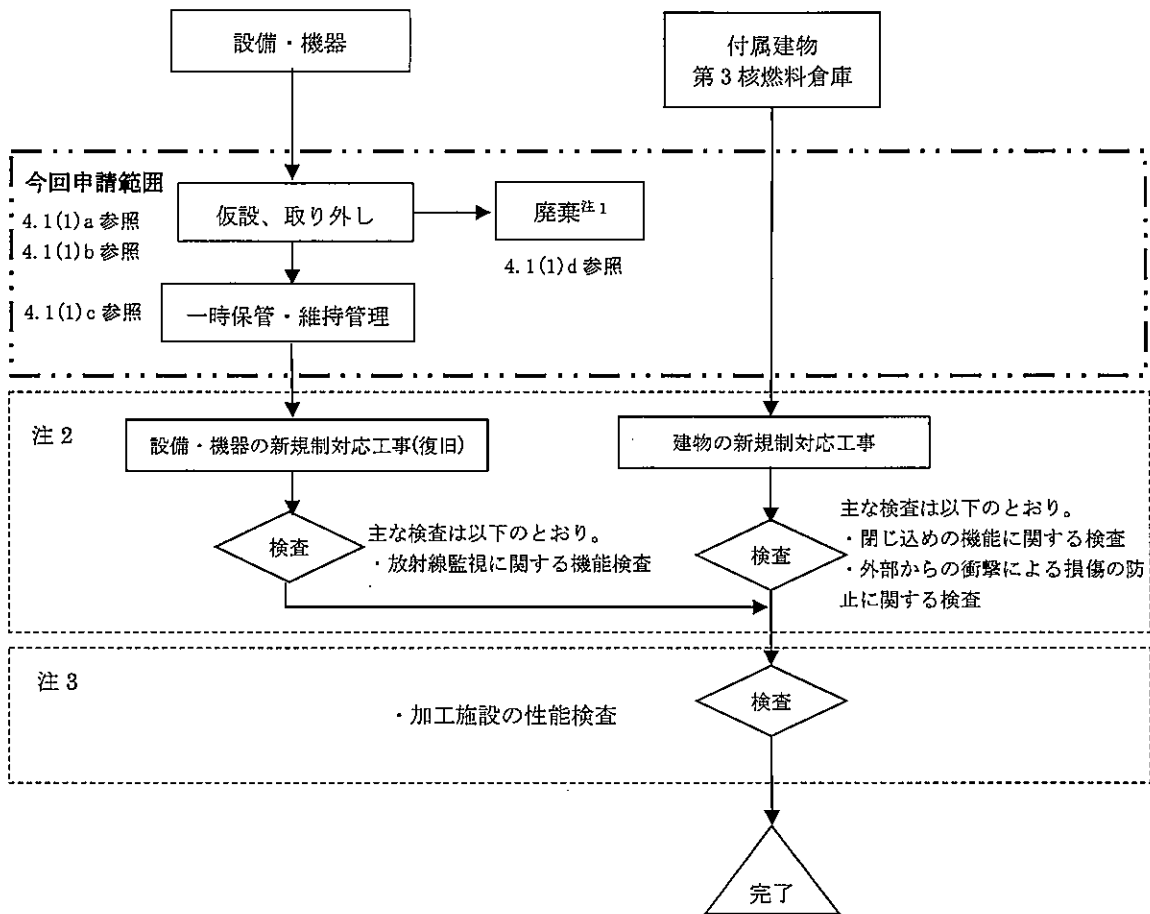 設備・機器
付属建物
第3核燃料倉庫
今回申請範囲
4.1(1)a 参照
4.1(1)b 参照
仮設、取り外し
廃棄注1
4.1(1)d 参照
4.1(1)c 参照
一時保管・維持管理
注2
設備・機器の新規制対応工事(復旧)
建物の新規制対応工事
検査
主な検査は以下のとおり。
・放射線監視に関する機能検査
検査
主な検査は以下のとおり。
・閉じ込めの機能に関する検査
・外部からの衝撃による損傷の防
止に関する検査
注3
・加工施設の性能検査
検査
完了